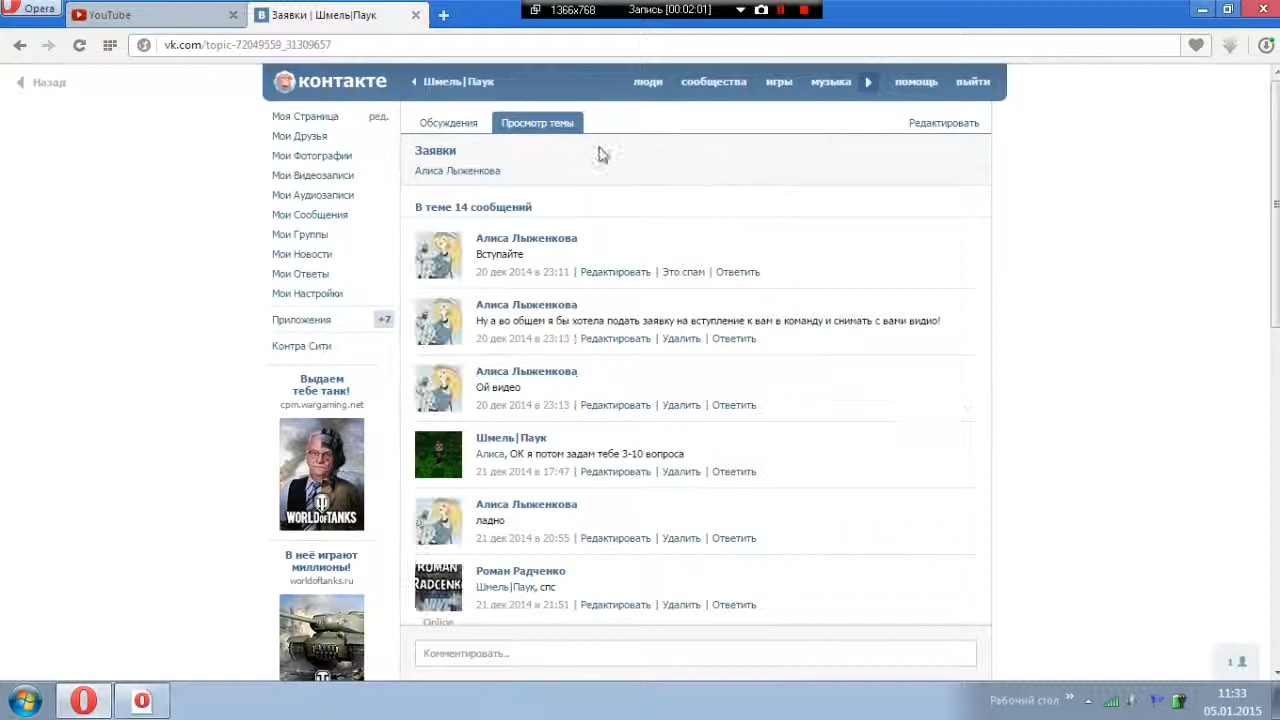 Opera
YouTube
Заявки | Шмель|Паук
1366x768
Запись [00:02:01]
vk.com/topic-72049559_31309657
Назад
контакте
Шмель|Паук
люди
сообщества
игры
музыка
помощь
выйти
Моя Страница
ред.
Мои Друзья
Мои Фотографии
Мои Видеозаписи
Мои Аудиозаписи
Мои Сообщения
Мои Группы
Мои Новости
Мои Ответы
Мои Настройки
Приложения
+7
Контра Сити
Выдаем
тебе танк!
cpm.wargaming.net
WORLD OF TANKS
В неё играют
миллионы!
worldoftanks.ru
Обсуждения
Просмотр темы
Редактировать
Заявки
Алиса Лыженкова
В теме 14 сообщений
Алиса Лыженкова
Вступайте
20 дек 2014 в 23:11 | Редактировать | Это спам | Ответить
Алиса Лыженкова
Ну а во общем я бы хотела подать заявку на вступление к вам в команду и снимать с вами видио!
20 дек 2014 в 23:13 | Редактировать | Удалить | Ответить
Алиса Лыженкова
Ой видео
20 дек 2014 в 23:13 | Редактировать | Удалить | Ответить
Шмель|Паук
Алиса, ОК я потом задам тебе 3-10 вопроса
21 дек 2014 в 17:47 | Редактировать | Удалить | Ответить
Алиса Лыженкова
ладно
21 дек 2014 в 20:55 | Редактировать | Удалить | Ответить
ROMAN
RADCENK
Роман Радченко
Шмель|Паук, спс
21 дек 2014 в 21:51 | Редактировать | Удалить | Ответить
Online
Комментировать..
1
Рабочий стол
11:33
05.01.2015